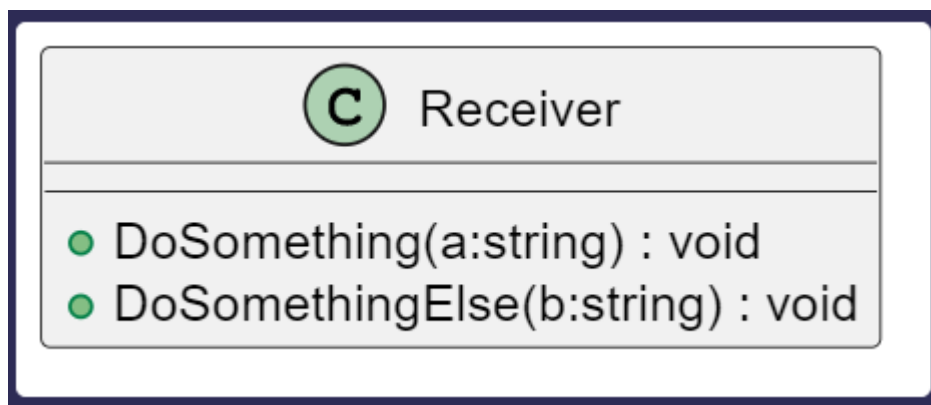 C Receiver
DoSomething(a:string) : void
DoSomethingElse(b:string) : void